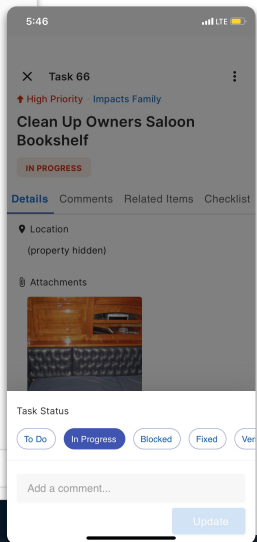 5:46
LTE
Task 66
High Priority · Impacts Family
Clean Up Owners Saloon
Bookshelf
IN PROGRESS
Details Comments Related Items Checklist
Location
(property hidden)
Attachments
Task Status
To Do In Progress Blocked Fixed Ver
Add a comment...
Update